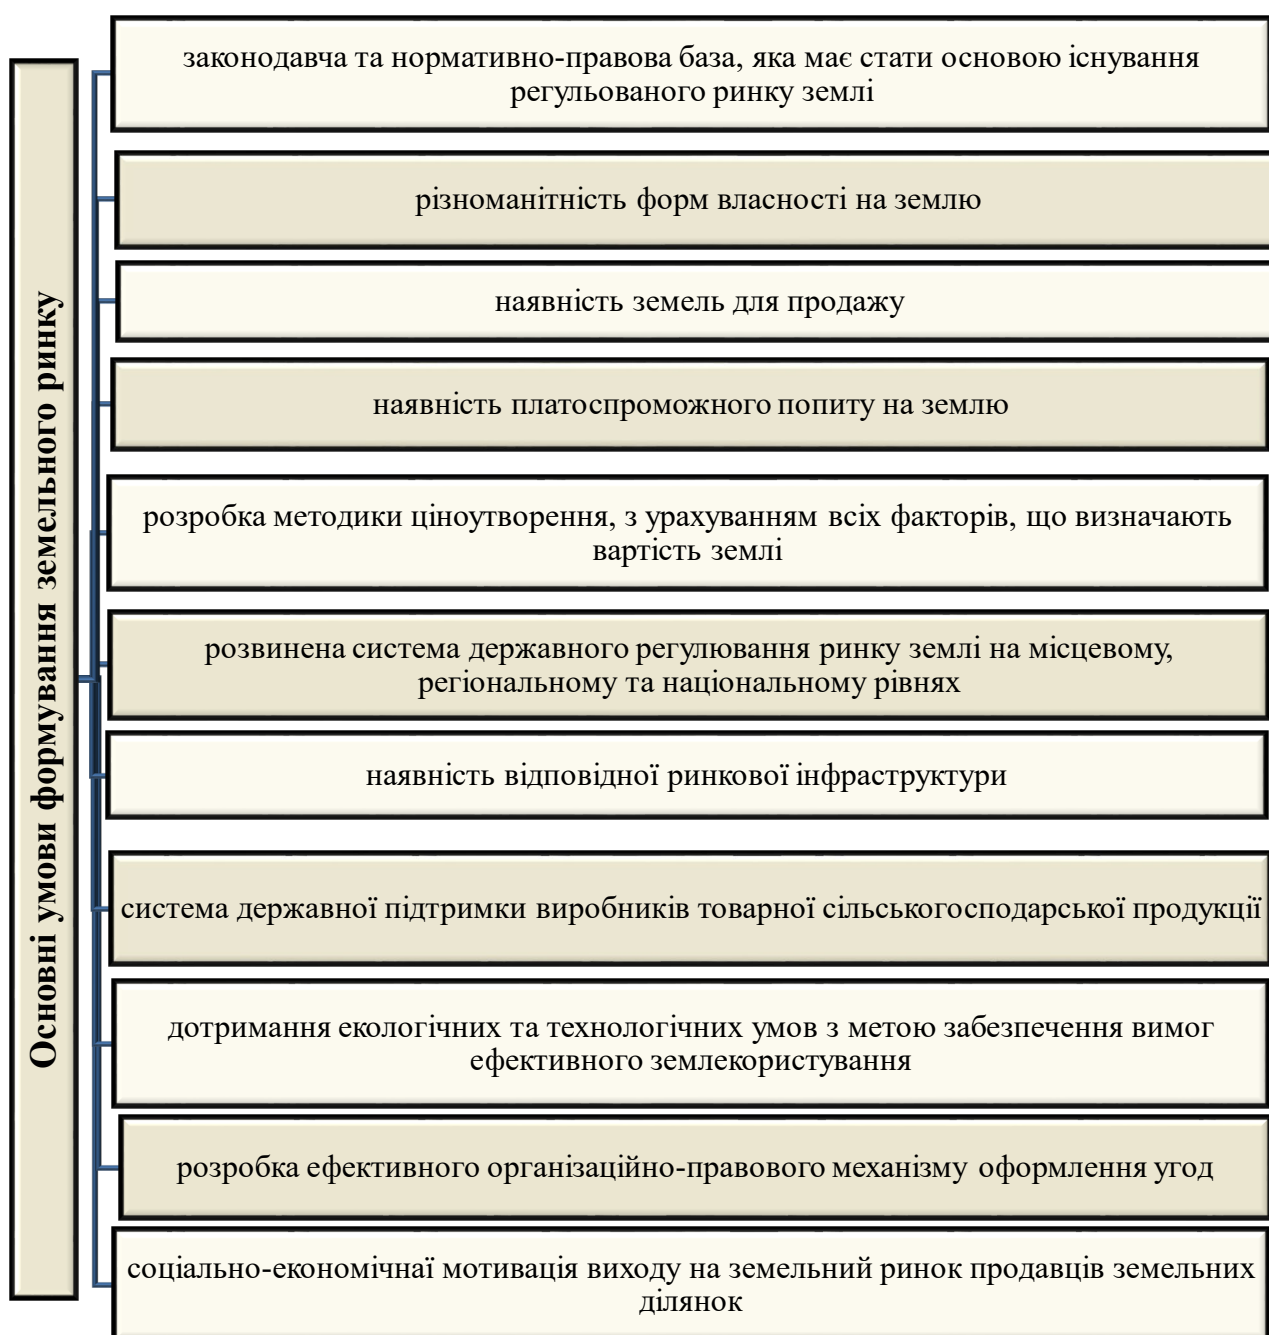 Основні умови формування земельного ринку
законодавча та нормативно-правова база, яка має стати основою існування
регульованого ринку землі
різноманітність форм власності на землю
наявність земель для продажу
наявність платоспроможного попиту на землю
розробка методики ціноутворення, з урахуванням всіх факторів, що визначають
вартість землі
розвинена система державного регулювання ринку землі на місцевому,
регіональному та національному рівнях
наявність відповідної ринкової інфраструктури
система державної підтримки виробників товарної сільськогосподарської продукції
дотримання екологічних та технологічних умов з метою забезпечення вимог
ефективного землекористування
розробка ефективного організаційно-правового механізму оформлення угод
соціально-економічнаї мотивація виходу на земельний ринок продавців земельних
ділянок